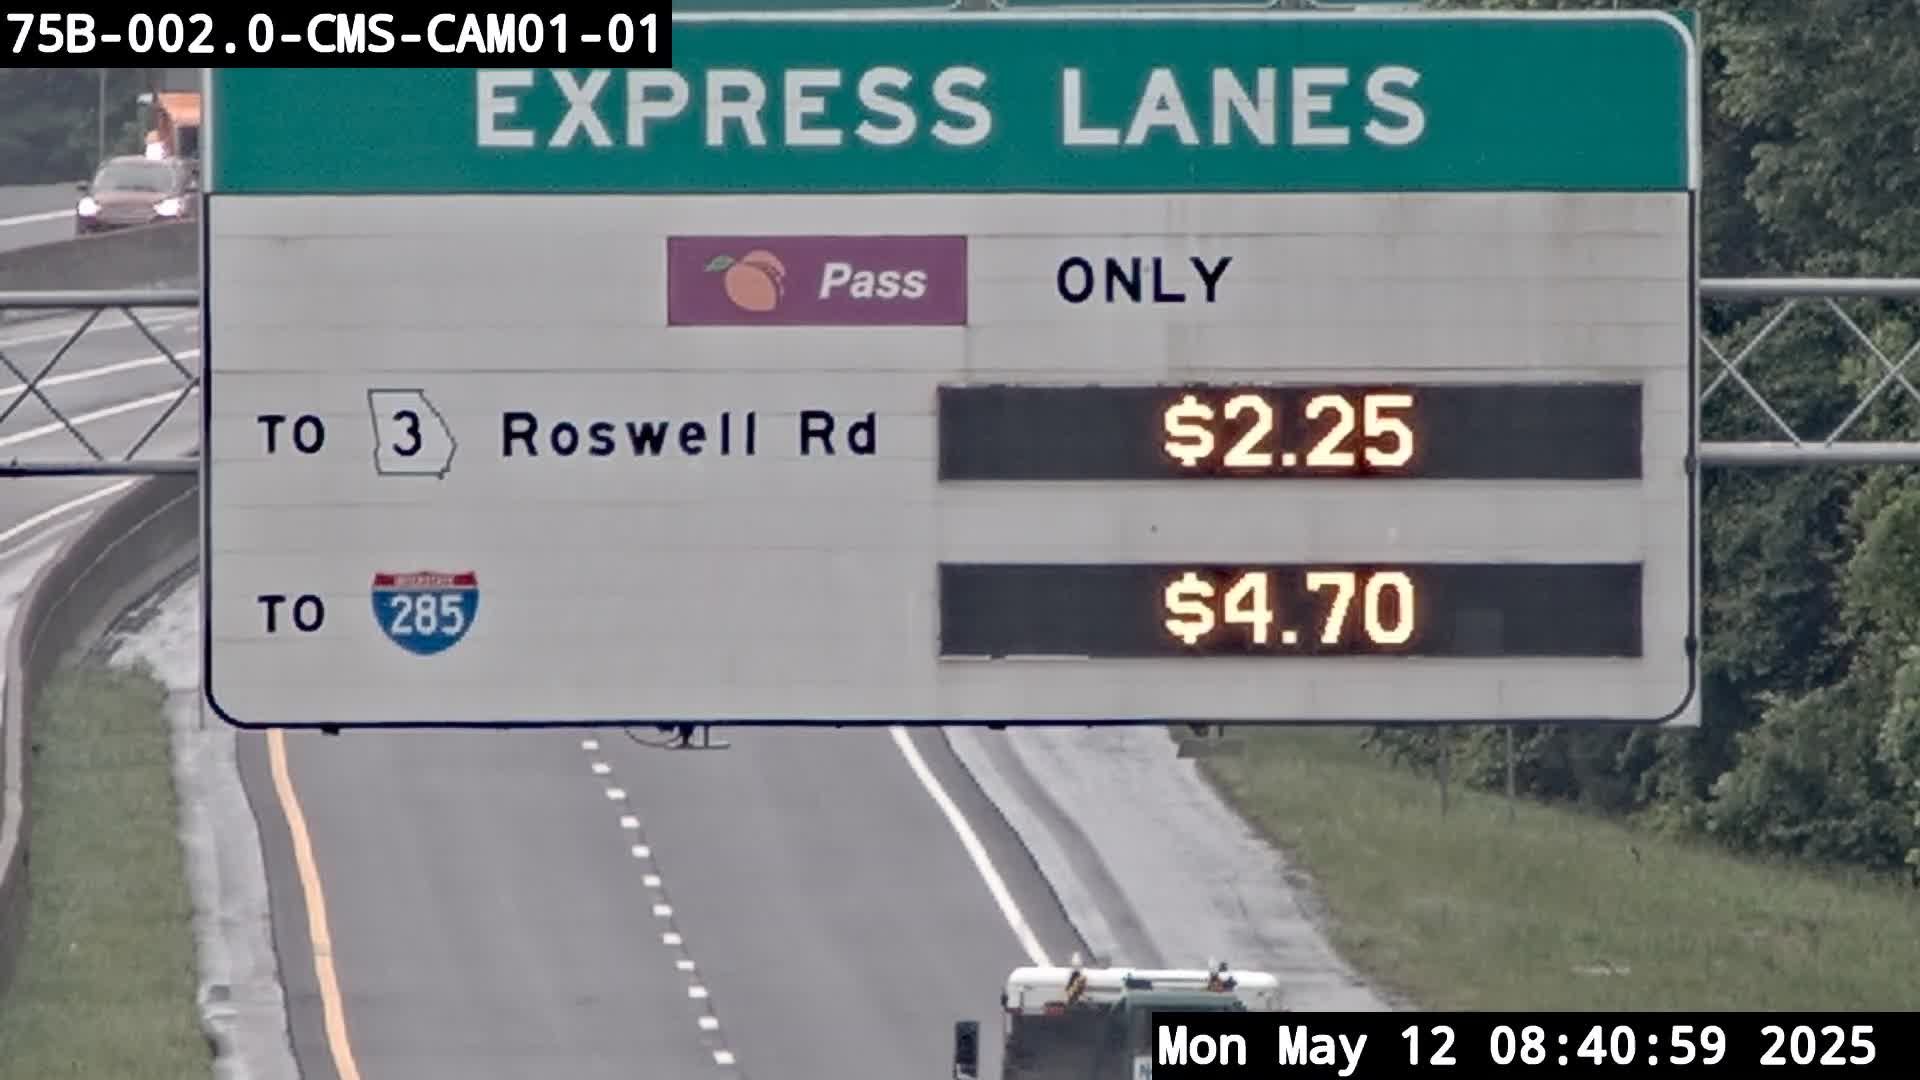 75B-002.0-CMS-CAM01-01
EXPRESS LANES
Pass ONLY
TO 3 Roswell Rd $2.25
INTERSTATE
TO 285 $4.70
Mon May 12 08:40:59 2025